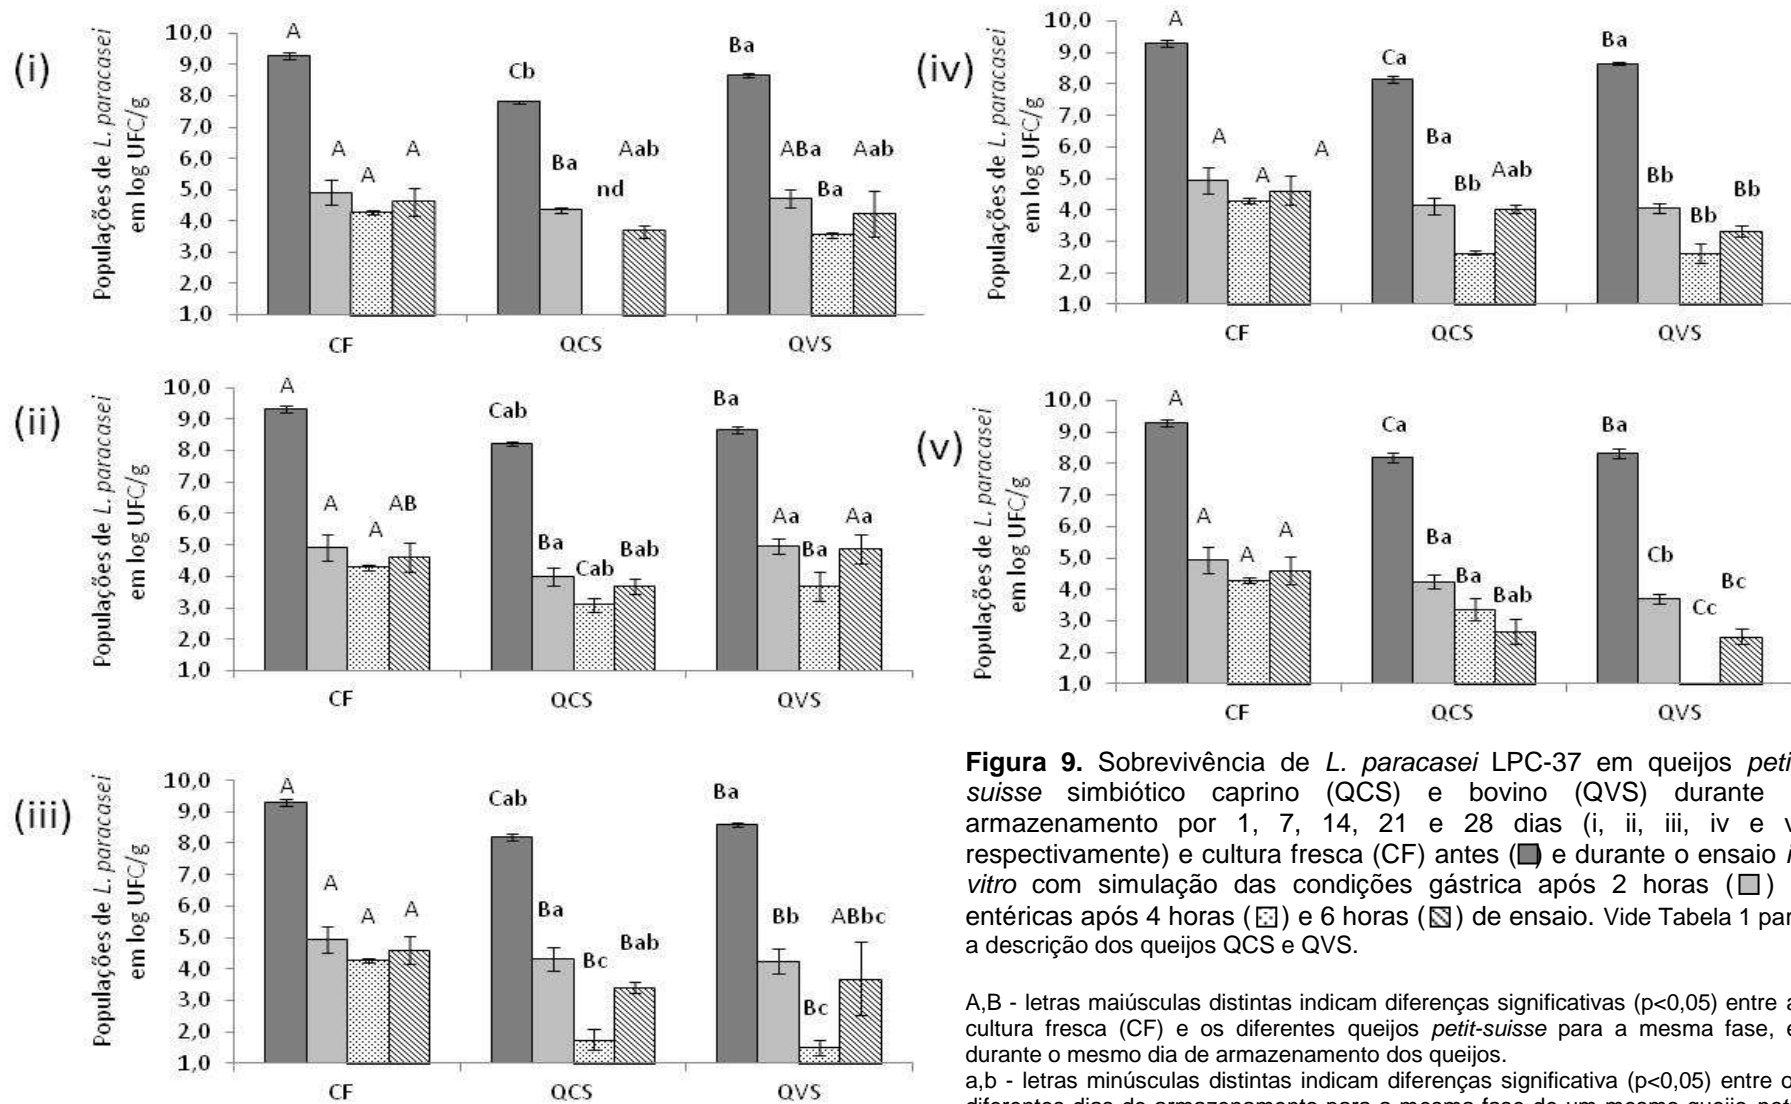 (i)
Populações de L. paracasei
em log UFC/g
10,0
9,0
8,0
7,0
6,0
5,0
4,0
3,0
2,0
1,0
A
A
A
A
Cb
Ba
nd
Aab
Ba
ABa
Ba
Aab
CF
QCS
QVS
(ii)
Populações de L. paracasei
em log UFC/g
10,0
9,0
8,0
7,0
6,0
5,0
4,0
3,0
2,0
1,0
A
A
A
AB
Cab
Ba
Cab
Bab
Ba
Aa
Ba
Aa
CF
QCS
QVS
(iii)
Populações de L. paracasei
em log UFC/g
10,0
9,0
8,0
7,0
6,0
5,0
4,0
3,0
2,0
1,0
A
A
A
A
Cab
Ba
Bc
Bab
Ba
Bb
Bc
ABbc
CF
QCS
QVS
(iv)
Populações de L. paracasei
em log UFC/g
10,0
9,0
8,0
7,0
6,0
5,0
4,0
3,0
2,0
1,0
A
A
A
A
Ca
Ba
Bb
Aab
Ba
Bb
Bb
Bb
CF
QCS
QVS
(v)
Populações de L. paracasei
em log UFC/g
10,0
9,0
8,0
7,0
6,0
5,0
4,0
3,0
2,0
1,0
A
A
A
A
Ca
Ba
Ba
Bab
Ba
Cb
Cc
Bc
CF
QCS
QVS
Figura 9. Sobrevivência de L. paracasei LPC-37 em queijos peti
suisse simbiótico caprino (QCS) e bovino (QVS) durante
armazenamento por 1, 7, 14, 21 e 28 dias (i, ii, iii, iv e v
respectivamente) e cultura fresca (CF) antes ( ) e durante o ensaio i
vitro com simulação das condições gástrica após 2 horas ( )
entéricas após 4 horas ( ) e 6 horas ( ) de ensaio. Vide Tabela 1 par
a descrição dos queijos QCS e QVS.
A,B - letras maiúsculas distintas indicam diferenças significativas (p<0,05) entre a
cultura fresca (CF) e os diferentes queijos petit-suisse para a mesma fase, e
durante o mesmo dia de armazenamento dos queijos.
a,b - letras minúsculas distintas indicam diferenças significativa (p<0,05) entre o
diferentes dias de armazenamento para a mesma fase de um mesmo queijo